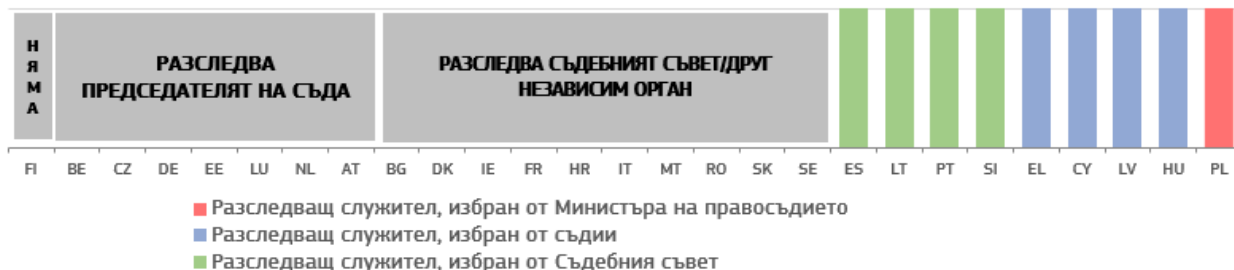 НЯМА
РАЗСЛЕДВА
ПРЕДСЕДАТЕЛЯТ НА СЪДА
РАЗСЛЕДВА СЪДЕБНИЯТ СЪВЕТ/ДРУГ
НЕЗАВИСИМ ОРГАН
FI BE CZ DE EE LU NL AT BG DK IE FR HR IT MT RO SK SE ES LT PT SI EL CY LV HU PL
Разследващ служител, избран от Министъра на правосъдието
Разследващ служител, избран от съдии
Разследващ служител, избран от Съдебния съвет